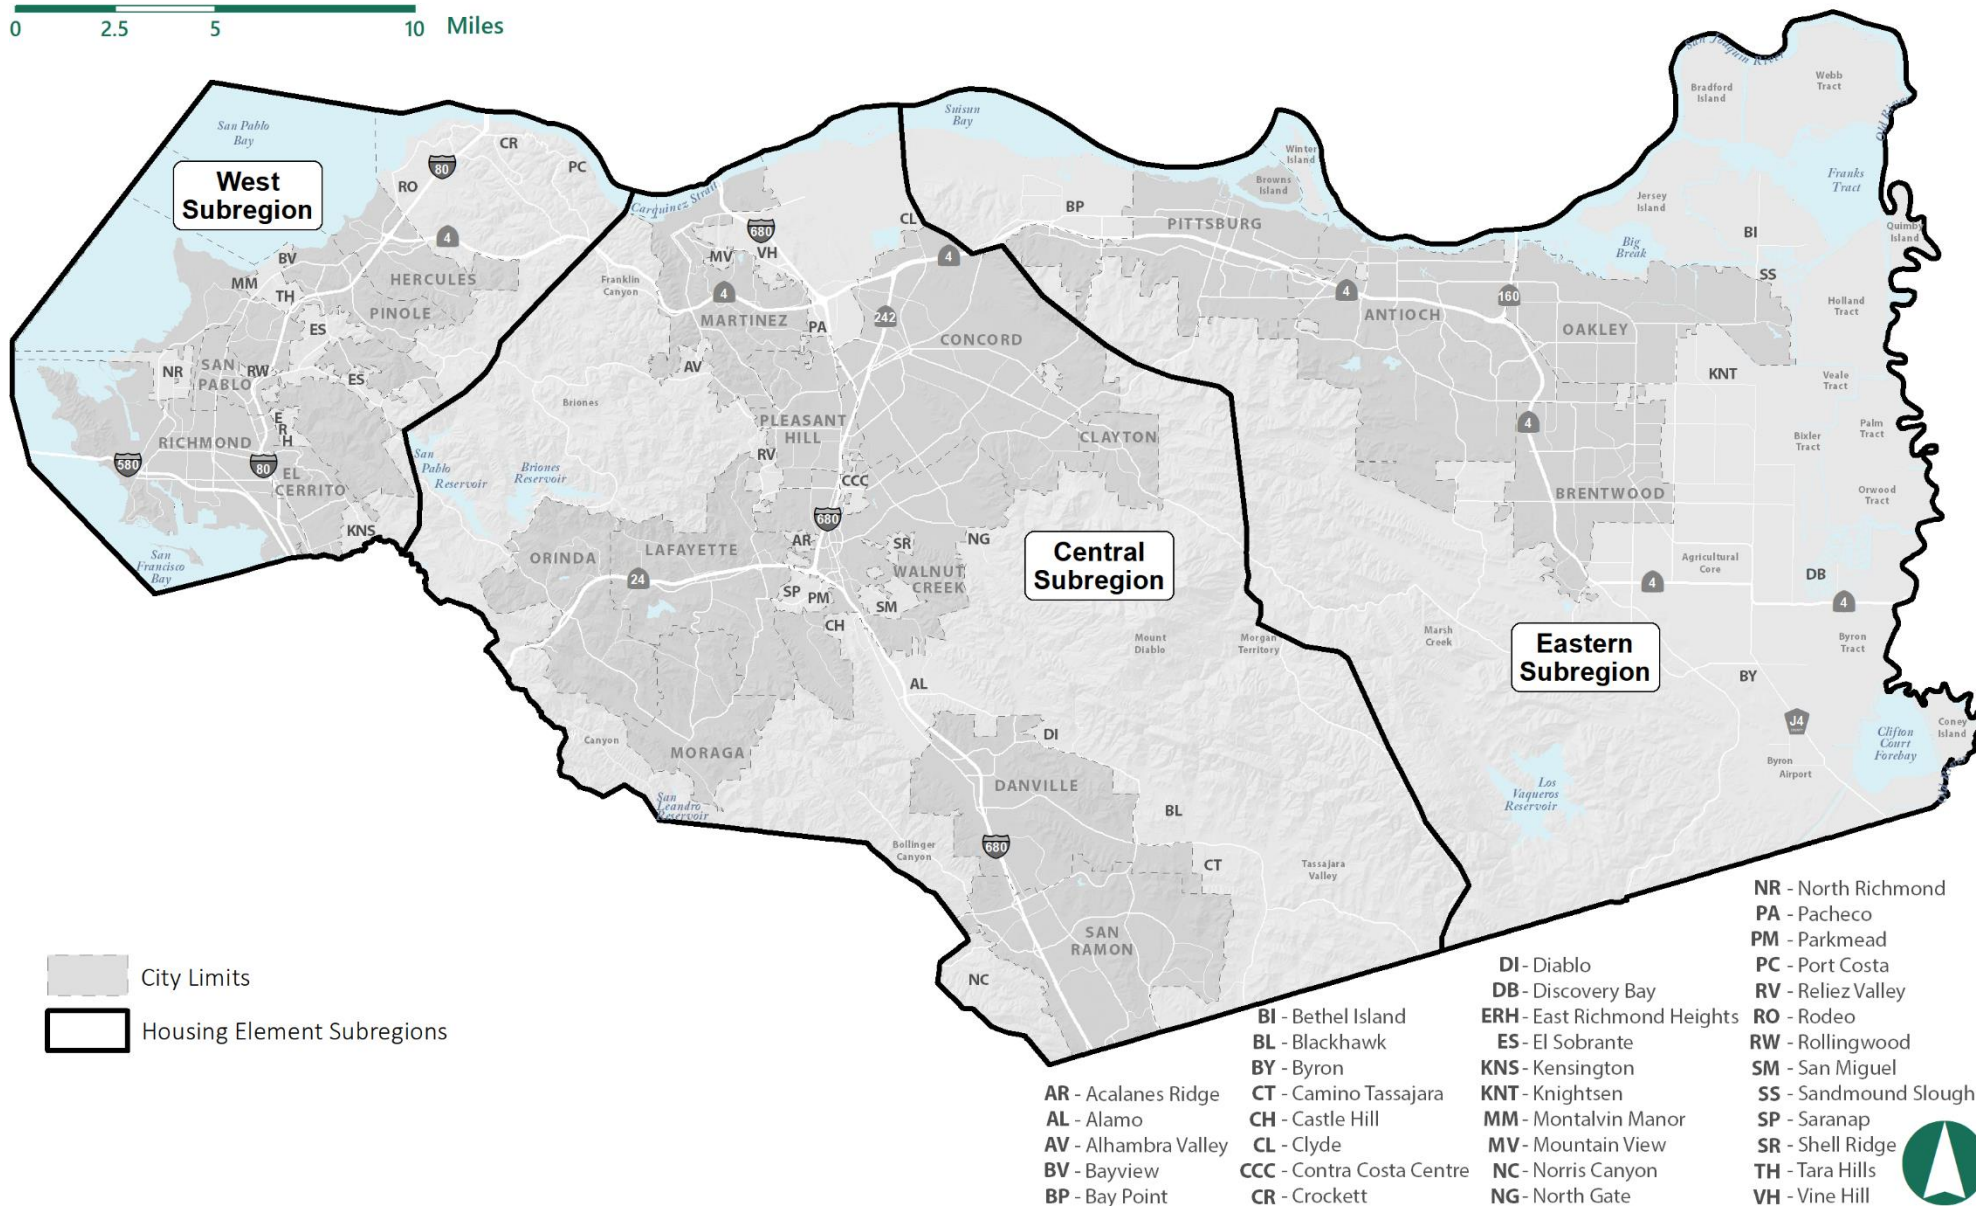 0 2.5 5 10 Miles
San Joaquin River
Webb
Tract
Bradford
Island
Old River
Suisun
Bay
San Pablo
Bay
CR
PC
Winter
Island
Franks
Tract
80
West
Subregion
RO
Browns
Island
Jersey
Island
Carquinez Strait
BP
CL
PITTSBURG
BI
Quimby
Island
680
4
BV
MV
VH
4
Big
Break
SS
MM
TH
HERCULES
Franklin
Canyon
4
4
160
Holland
Tract
PINOLE
ES
MARTINEZ
PA
242
CONCORD
ANTIOCH
OAKLEY
NR
SAN
PABLO
RW
ES
AV
KNT
Veale
Tract
Briones
E
R
H
PLEASANT
HILL
CLAYTON
4
Palm
Tract
RICHMOND
Bixler
Tract
580
80
EL
CERRITO
San
Pablo
Reservoir
Briones
Reservoir
RV
CCC
BRENTWOOD
Orwood
Tract
KNS
680
San
Francisco
Bay
ORINDA
LAFAYETTE
AR
SR
NG
Central
Subregion
Agricultural
Core
24
WALNUT
CREEK
DB
SP
PM
SM
4
4
CH
Mount
Diablo
Morgan
Territory
Marsh
Creek
Eastern
Subregion
Byron
Tract
AL
BY
Canyon
MORAGA
DI
J4
Coney
Island
Clifton
Court
Forebay
DANVILLE
Byron
Airport
San
Leandro
Reservoir
Los
Vaqueros
Reservoir
BL
680
Bollinger
Canyon
CT
Tassajara
Valley
SAN
RAMON
NC
City Limits
Housing Element Subregions
AR - Acalanes Ridge
AL - Alamo
AV - Alhambra Valley
BV - Bayview
BP - Bay Point
BI - Bethel Island
BL - Blackhawk
BY - Byron
CT - Camino Tassajara
CH - Castle Hill
CL - Clyde
CCC - Contra Costa Centre
CR - Crockett
DI - Diablo
DB - Discovery Bay
ERH - East Richmond Heights
ES - El Sobrante
KNS - Kensington
KNT - Knightsen
MM - Montalvin Manor
MV - Mountain View
NC - Norris Canyon
NG - North Gate
NR - North Richmond
PA - Pacheco
PM - Parkmead
PC - Port Costa
RV - Reliez Valley
RO - Rodeo
RW - Rollingwood
SM - San Miguel
SS - Sandmound Slough
SP - Saranap
SR - Shell Ridge
TH - Tara Hills
VH - Vine Hill